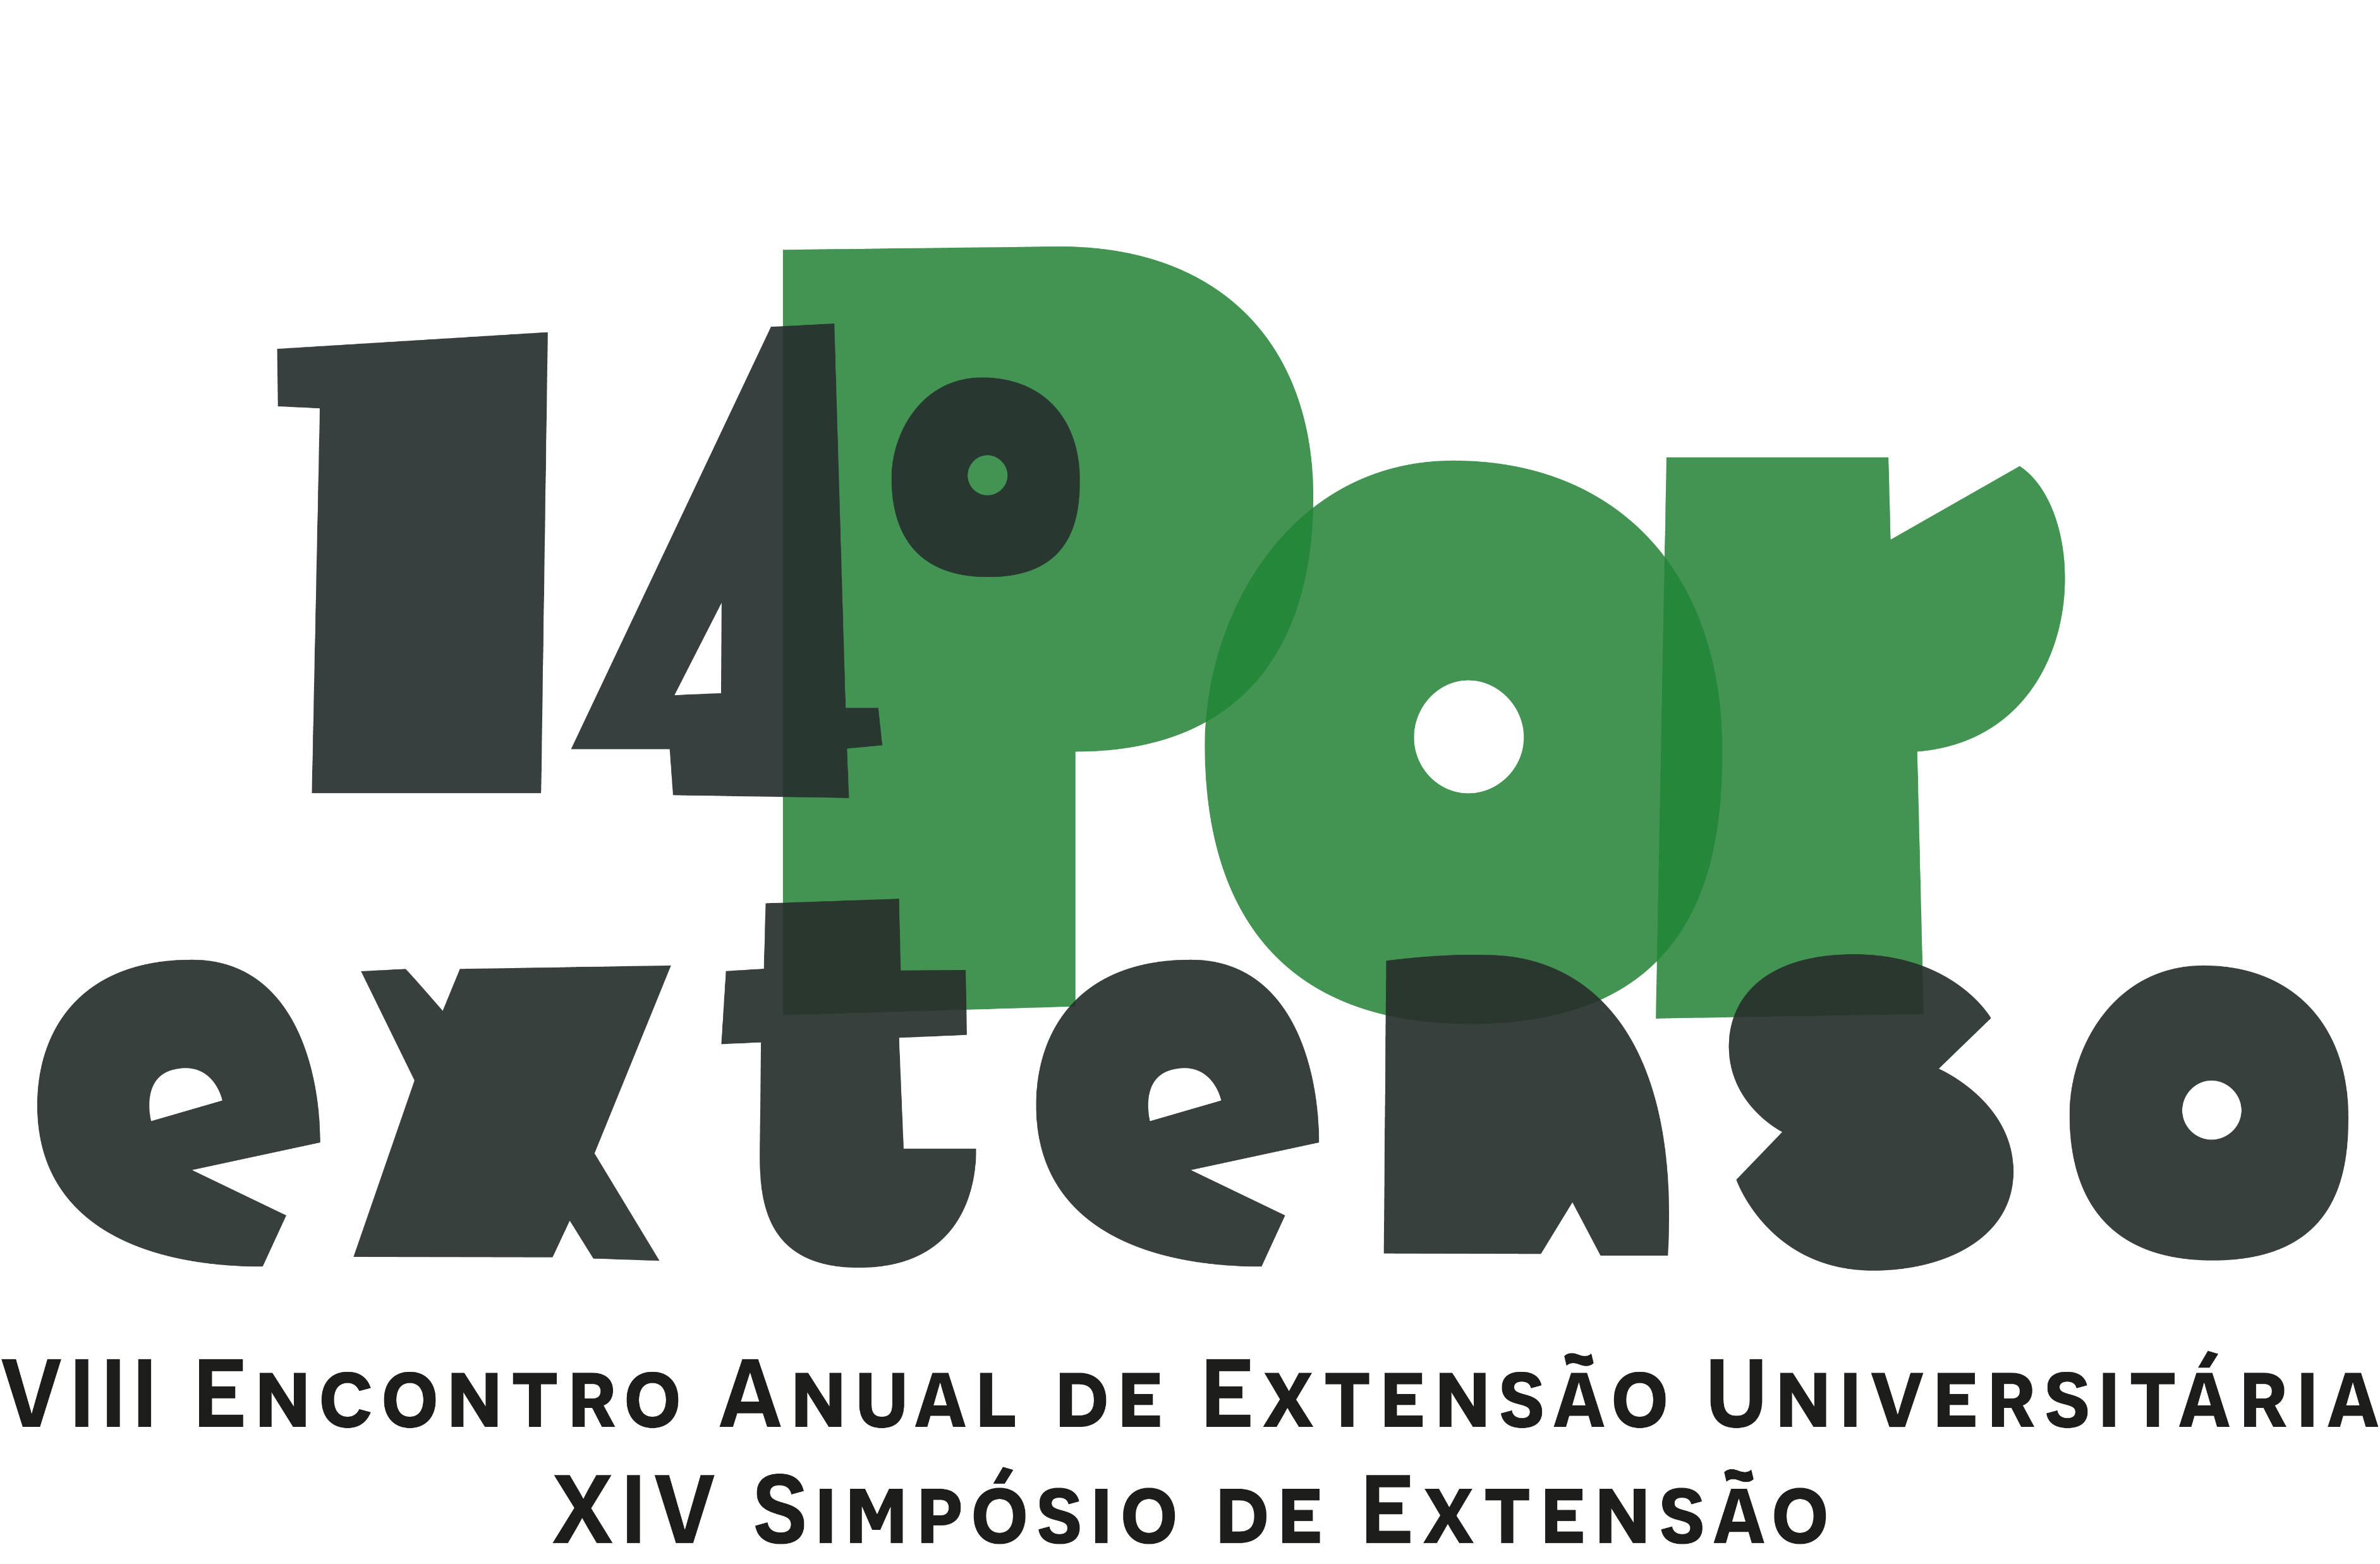 14º Por
extenso
VIII Encontro Anual de Extensão Universitária
XIV Simpósio de Extensão